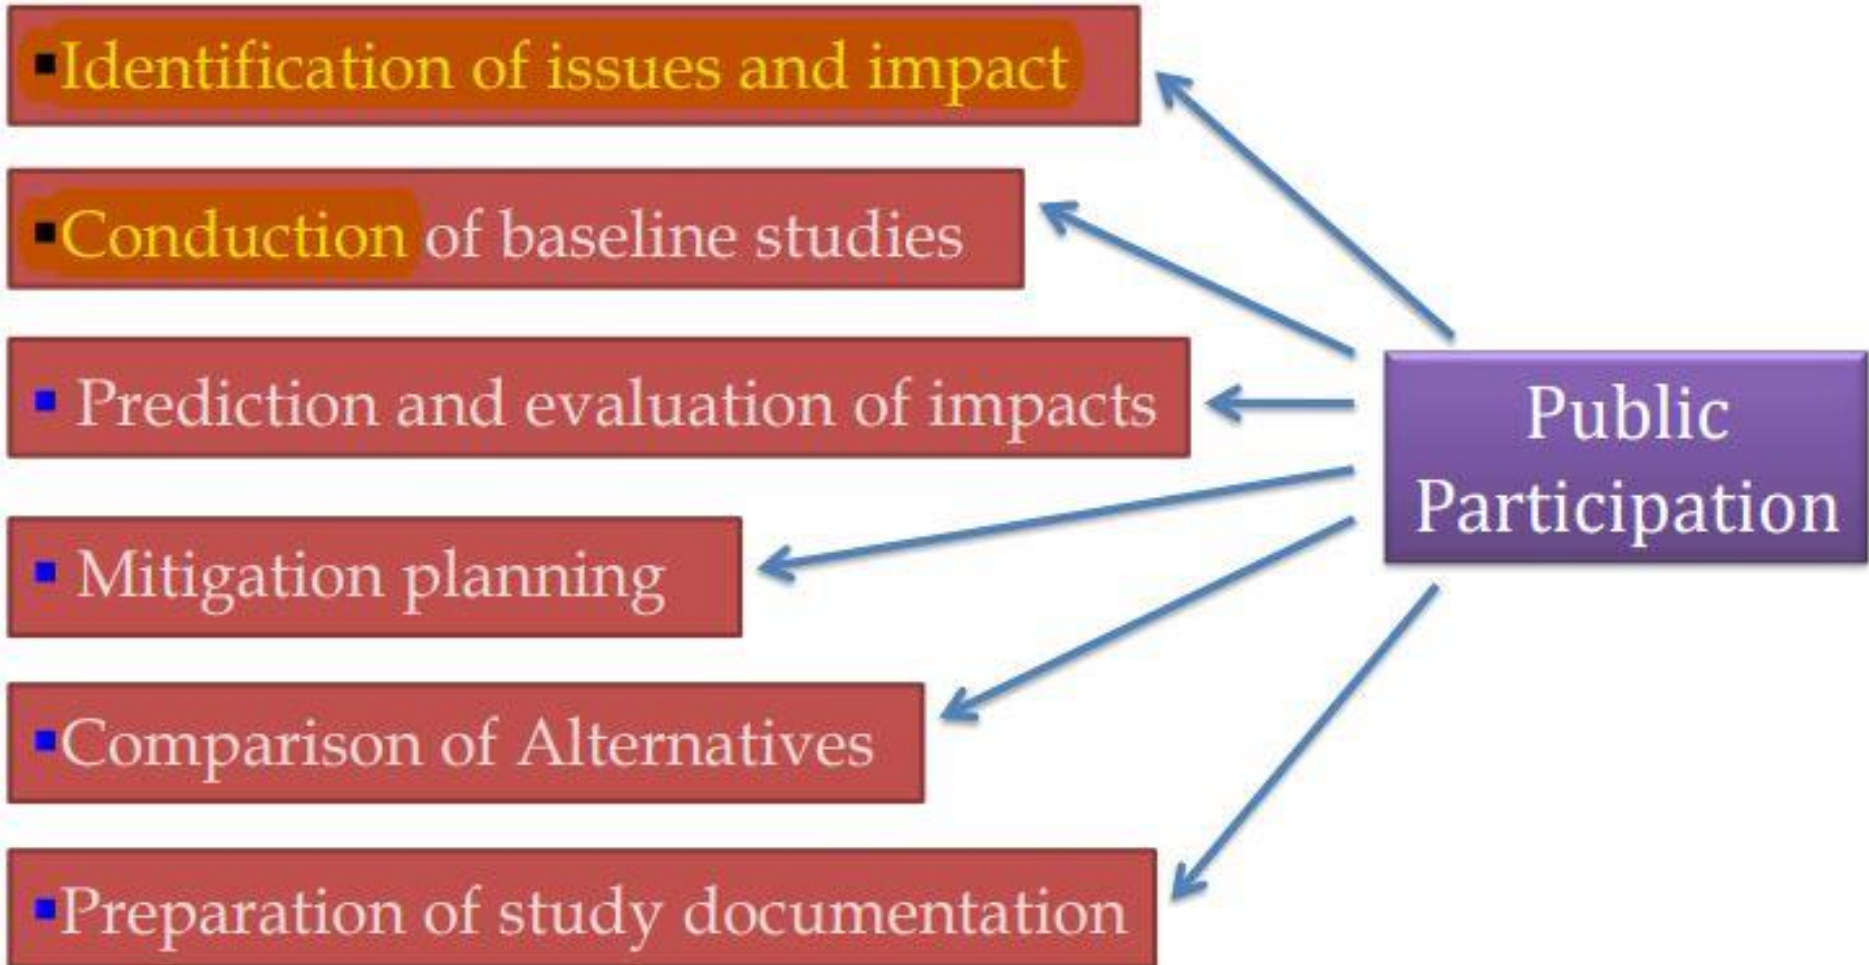 ▪Identification of issues and impact
▪Conduction of baseline studies
▪ Prediction and evaluation of impacts
▪ Mitigation planning
▪Comparison of Alternatives
▪Preparation of study documentation
Public
Participation